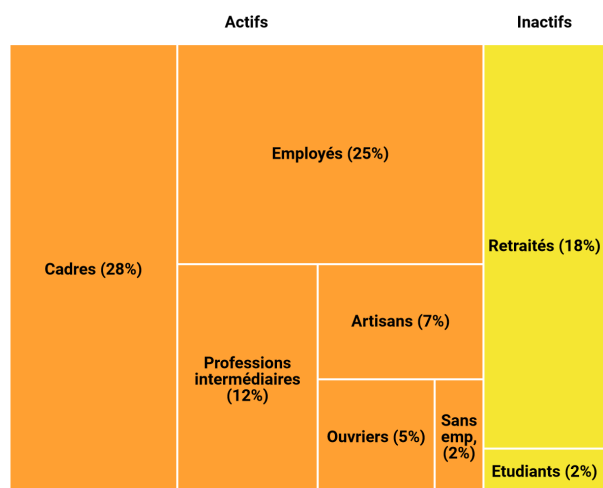 Actifs
Inactifs
Cadres (28%)
Employés (25%)
Professions
intermédiaires
(12%)
Artisans (7%)
Ouvriers (5%)
Sans
emp,
(2%)
Retraités (18%)
Etudiants (2%)